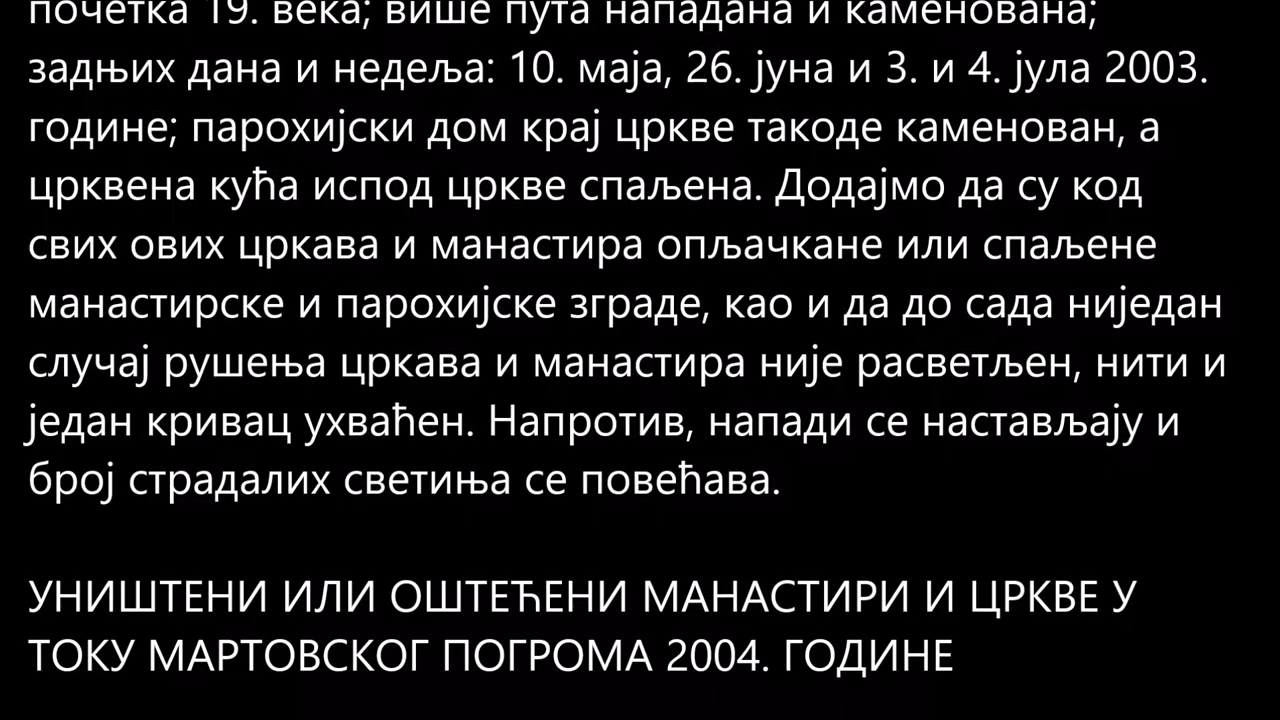 почетка 19. века; више пута нападана и каменована;
задњих дана и недеља: 10. маја, 26. јуна и 3. и 4. јула 2003.
године; парохијски дом крај цркве такоде каменован, а
црквена кућа испод цркве спаљена. Додајмо да су код
свих ових цркава и манастира опљачкане или спаљене
манастирске и парохијске зграде, као и да до сада ниједан
случај рушења цркава и манастира није расветљен, нити и
један кривац ухваћен. Напротив, напади се настављају и
број страдалих светиња се повећава.
УНИШТЕНИ ИЛИ ОШТЕЋЕНИ МАНАСТИРИ И ЦРКВЕ У
ТОКУ МАРТОВСКОГ ПОГРОМА 2004. ГОДИНЕ